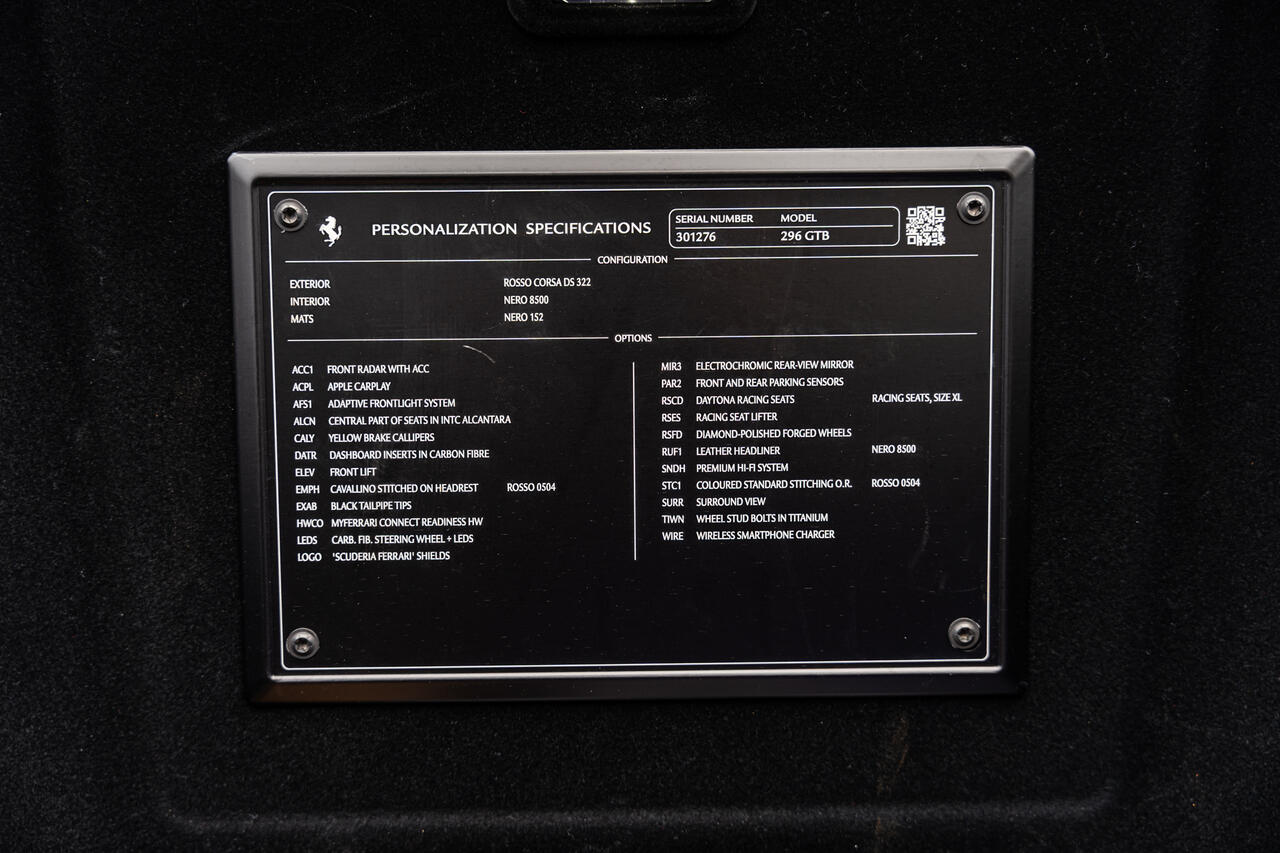 PERSONALIZATION SPECIFICATIONS
SERIAL NUMBER MODEL
301276 296 GTB
CONFIGURATION
EXTERIOR ROSSO CORSA DS 322
INTERIOR NERO 8500
MATS NERO 152
OPTIONS
ACC1 FRONT RADAR WITH ACC
ACPL APPLE CARPLAY
AFS1 ADAPTIVE FRONTLIGHT SYSTEM
ALCN CENTRAL PART OF SEATS IN INTC ALCANTARA
CALY YELLOW BRAKE CALLIPERS
DATR DASHBOARD INSERTS IN CARBON FIBRE
ELEV FRONT LIFT
EMPH CAVALLINO STITCHED ON HEADREST ROSSO 0504
EXAB BLACK TAILPIPE TIPS
HWCO MYFERRARI CONNECT READINESS HW
LEDS CARB. FIB. STEERING WHEEL + LEDS
LOGO 'SCUDERIA FERRARI' SHIELDS
MIR3 ELECTROCHROMIC REAR-VIEW MIRROR
PAR2 FRONT AND REAR PARKING SENSORS
RSCD DAYTONA RACING SEATS RACING SEATS, SIZE XL
RSES RACING SEAT LIFTER
RSFD DIAMOND-POLISHED FORGED WHEELS
RUF1 LEATHER HEADLINER NERO 8500
SNDH PREMIUM HI-FI SYSTEM
STC1 COLOURED STANDARD STITCHING O.R. ROSSO 0504
SURR SURROUND VIEW
TIWN WHEEL STUD BOLTS IN TITANIUM
WIRE WIRELESS SMARTPHONE CHARGER